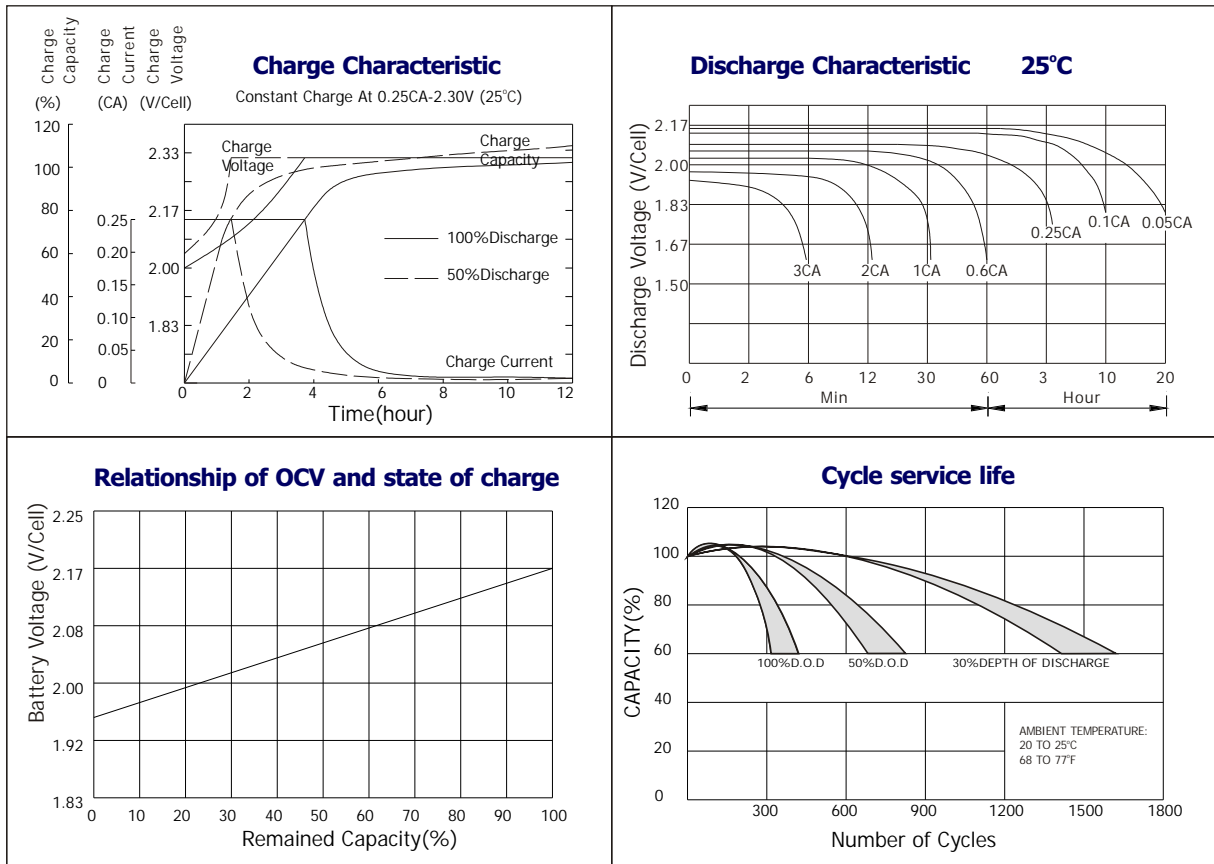 Charge Characteristic
Constant Charge At 0.25CA-2.30V (25°C)
Charge Capacity
Charge Current
Charge Voltage
(%) (CA) (V/Cell)
120
100
80
60
40
20
0
0.25
0.20
0.15
0.10
0.05
0
2.33
2.17
2.00
1.83
Charge Voltage
Charge Capacity
100%Discharge
50%Discharge
Charge Current
0 2 4 6 8 10 12
Time(hour)
Discharge Characteristic 25°C
Discharge Voltage (V/Cell)
2.17
2.00
1.83
1.67
1.50
3CA 2CA 1CA 0.6CA 0.25CA 0.1CA 0.05CA
0 2 6 12 30 60 3 10 20
Min Hour
Relationship of OCV and state of charge
Battery Voltage (V/Cell)
2.25
2.17
2.08
2.00
1.92
1.83
0 10 20 30 40 50 60 70 80 90 100
Remained Capacity(%)
Cycle service life
CAPACITY(%)
120
100
80
60
40
20
0
100%D.O.D 50%D.O.D 30%DEPTH OF DISCHARGE
AMBIENT TEMPERATURE:
20 TO 25°C
68 TO 77°F
300 600 900 1200 1500 1800
Number of Cycles